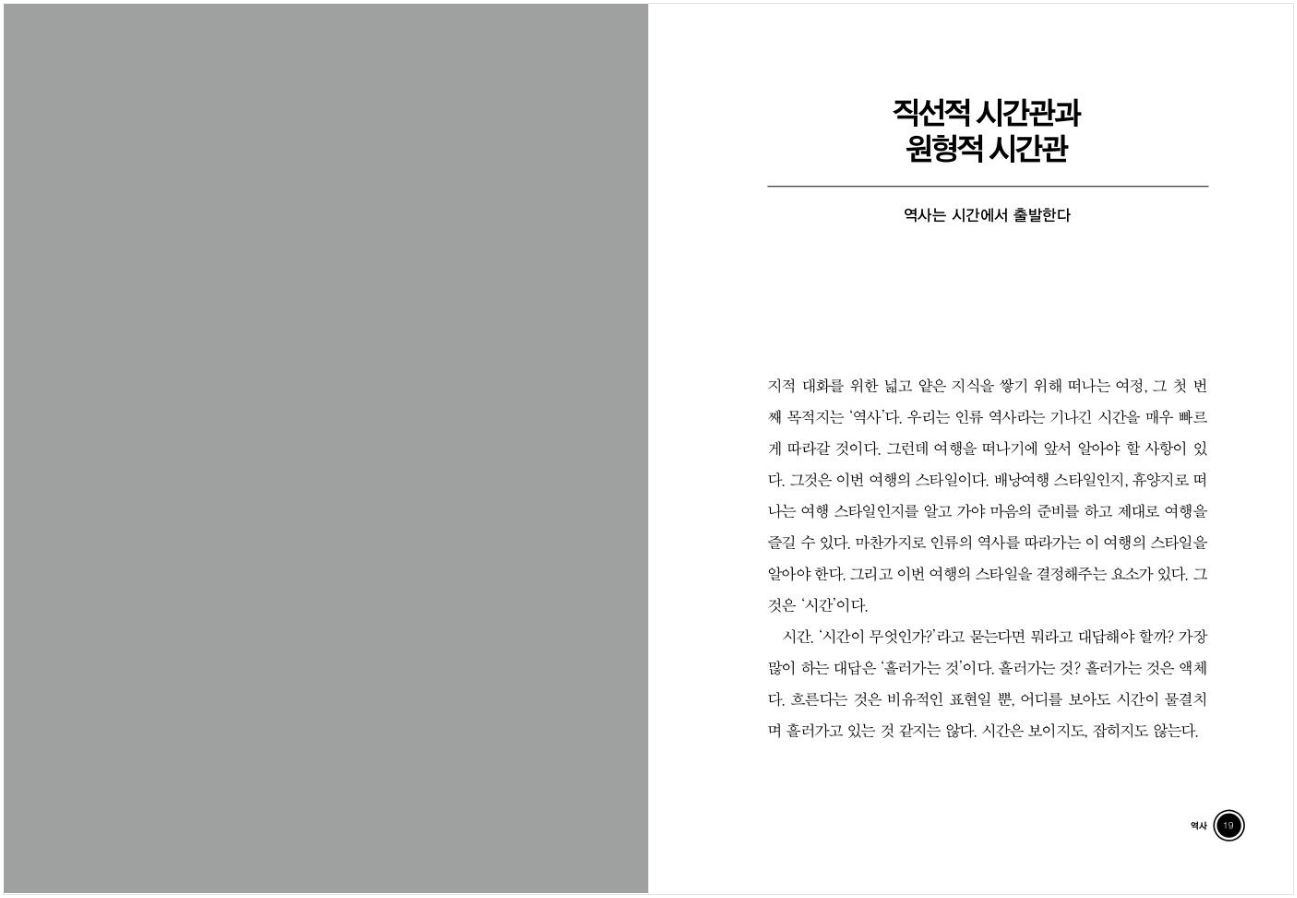 직선적 시간관과
원형적 시간관
역사는 시간에서 출발한다
지적 대화를 위한 넓고 얕은 지식을 쌓기 위해 떠나는 여정, 그 첫 번
째 목적지는 ‘역사’다. 우리는 인류 역사라는 기나긴 시간을 매우 빠르
게 따라갈 것이다. 그런데 여행을 떠나기에 앞서 알아야 할 사항이 있
다. 그것은 이번 여행의 스타일이다. 배낭여행 스타일인지, 휴양지로 떠
나는 여행 스타일인지를 알고 가야 마음의 준비를 하고 제대로 여행을
즐길 수 있다. 마찬가지로 인류의 역사를 따라가는 이 여행의 스타일을
알아야 한다. 그리고 이번 여행의 스타일을 결정해주는 요소가 있다. 그
것은 ‘시간’이다.
시간. ‘시간이 무엇인가?’라고 묻는다면 뭐라고 대답해야 할까? 가장
많이 하는 대답은 ‘흘러가는 것’이다. 흘러가는 것? 흘러가는 것은 액체
다. 흐른다는 것은 비유적인 표현일 뿐, 어디를 보아도 시간이 물결치
며 흘러가고 있는 것 같지는 않다. 시간은 보이지도, 잡히지도 않는다.
역사 19